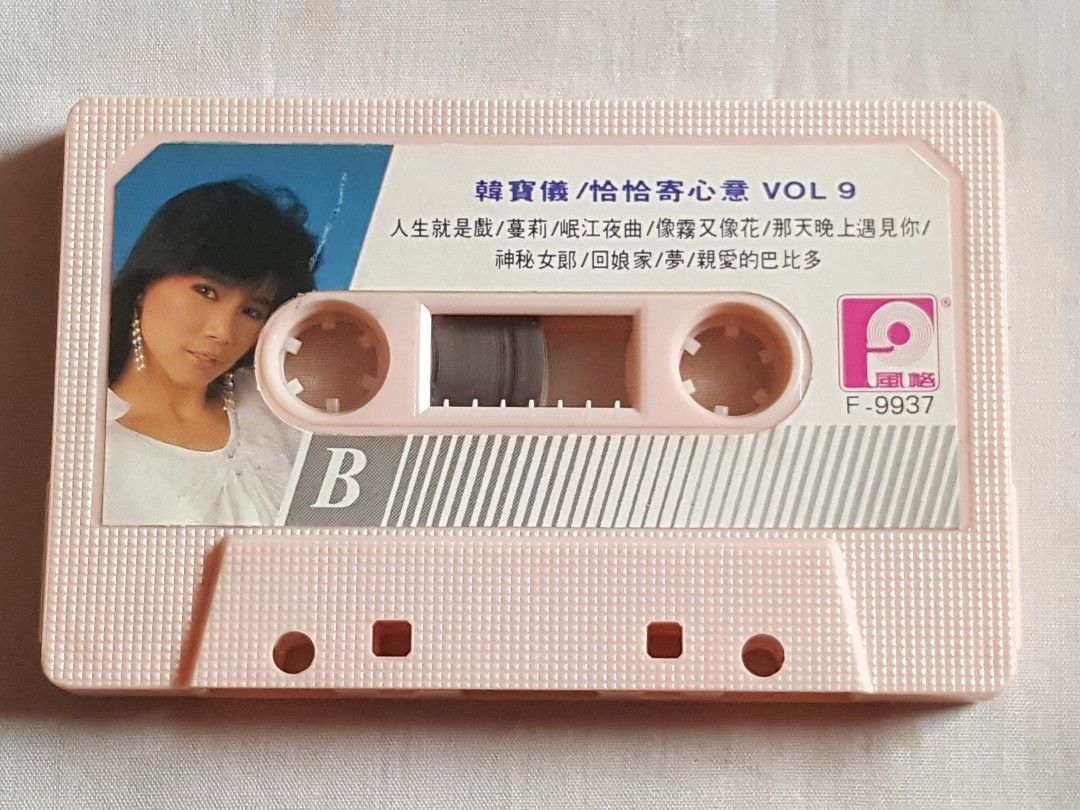 韓寶儀/恰恰寄心意 VOL 9
人生就是戲/蔓莉/岷江夜曲/像霧又像花/那天晚上遇見你/
神秘女郎/回娘家/夢/親愛的巴比多
®
風格
F-9937
B